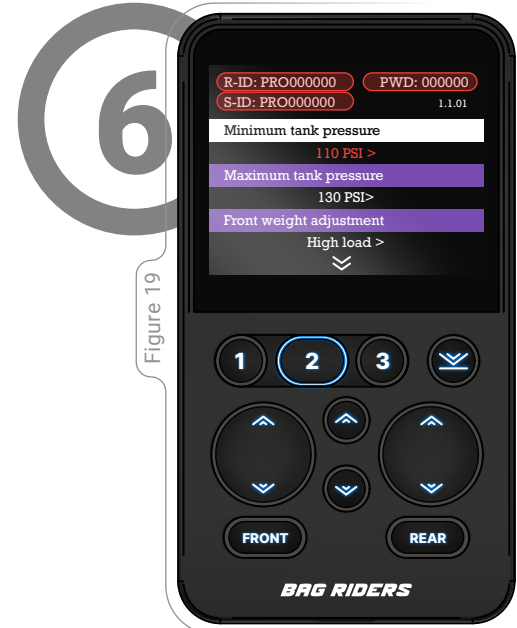 6
R-ID: PRO000000 PWD: 000000
S-ID: PRO000000 1.1.01
Minimum tank pressure
110 PSI >
Maximum tank pressure
130 PSI>
Front weight adjustment
High load >
Figure 19
1 2 3
FRONT REAR
BAG RIDERS